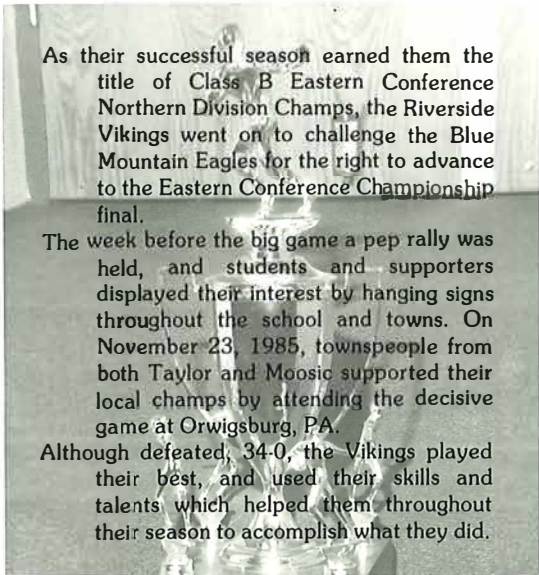 As their successful season earned them the
title of Class B Eastern Conference
Northern Division Champs, the Riverside
Vikings went on to challenge the Blue
Mountain Eagles for the right to advance
to the Eastern Conference Championship
final.
The week before the big game a pep rally was
held, and students and supporters
displayed their interest by hanging signs
throughout the school and towns. On
November 23, 1985, townspeople from
both Taylor and Moosic supported their
local champs by attending the decisive
game at Orwigsburg, PA.
Although defeated, 34-0, the Vikings played
their best, and used their skills and
talents which helped them throughout
their season to accomplish what they did.